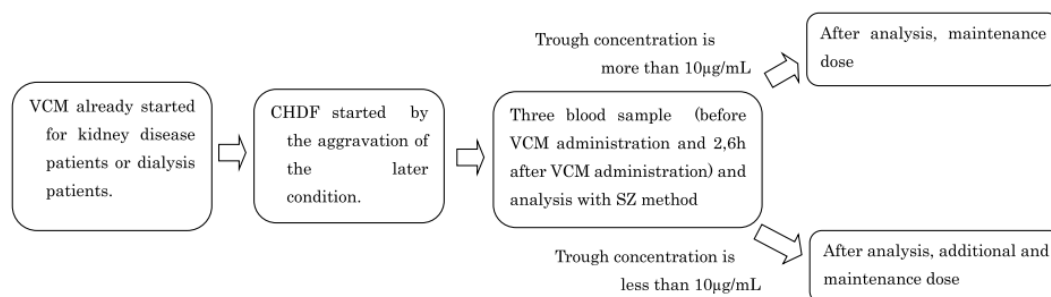 VCM already started
for kidney disease
patients or dialysis
patients.
CHDF started by
the aggravation of
the later
condition.
Three blood sample (before
VCM administration and 2,6h
after VCM administration) and
analysis with SZ method
Trough concentration is
more than 10µg/mL
After analysis, maintenance
dose
Trough concentration is
less than 10µg/mL
After analysis, additional and
maintenance dose